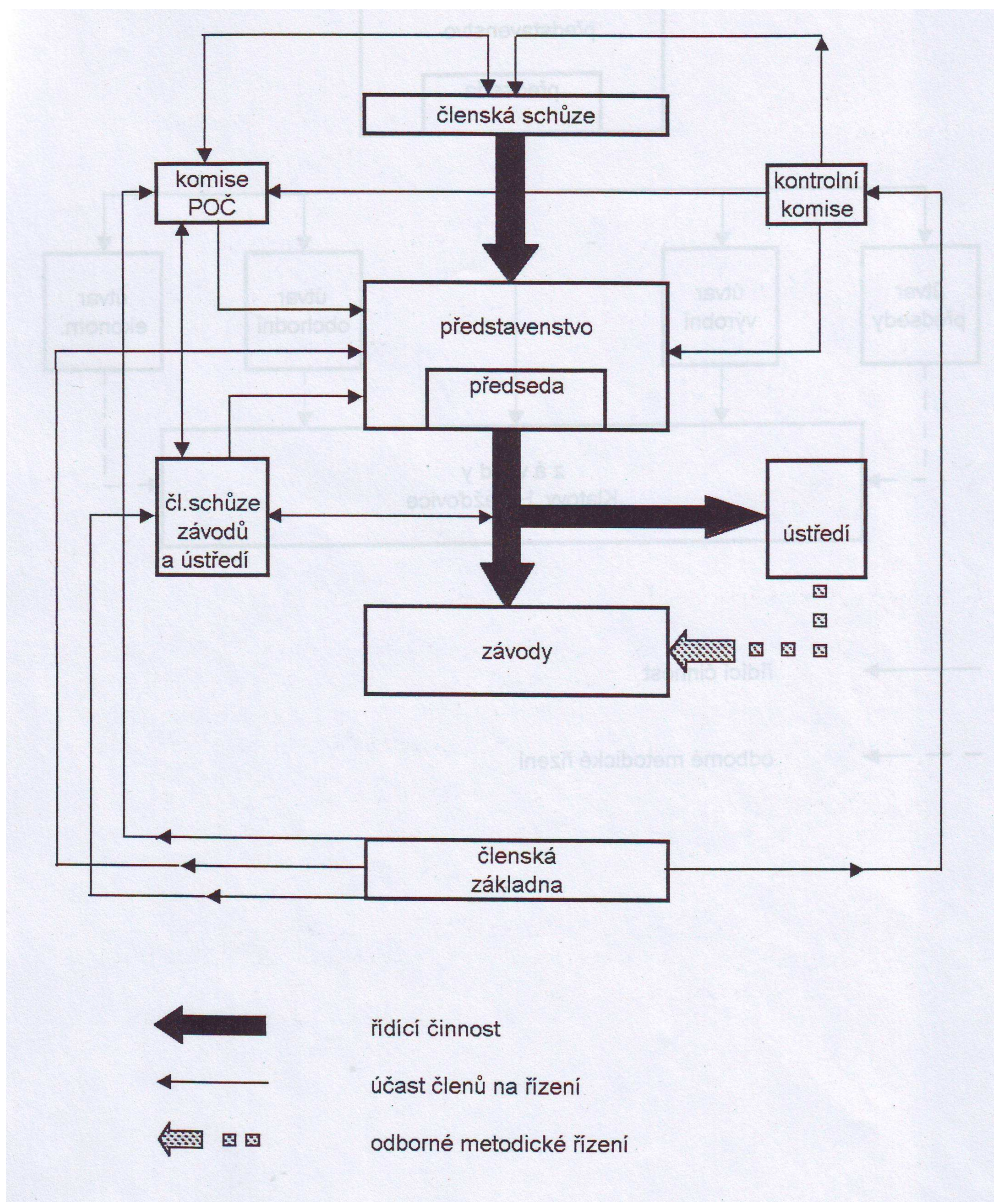 členská schůze
komise
POČ
kontrolní
komise
představenstvo
předseda
čl.schůze
závodů
a ústředí
ústředí
závody
členská
základna
řídící činnost
účast členů na řízení
odborné metodické řízení